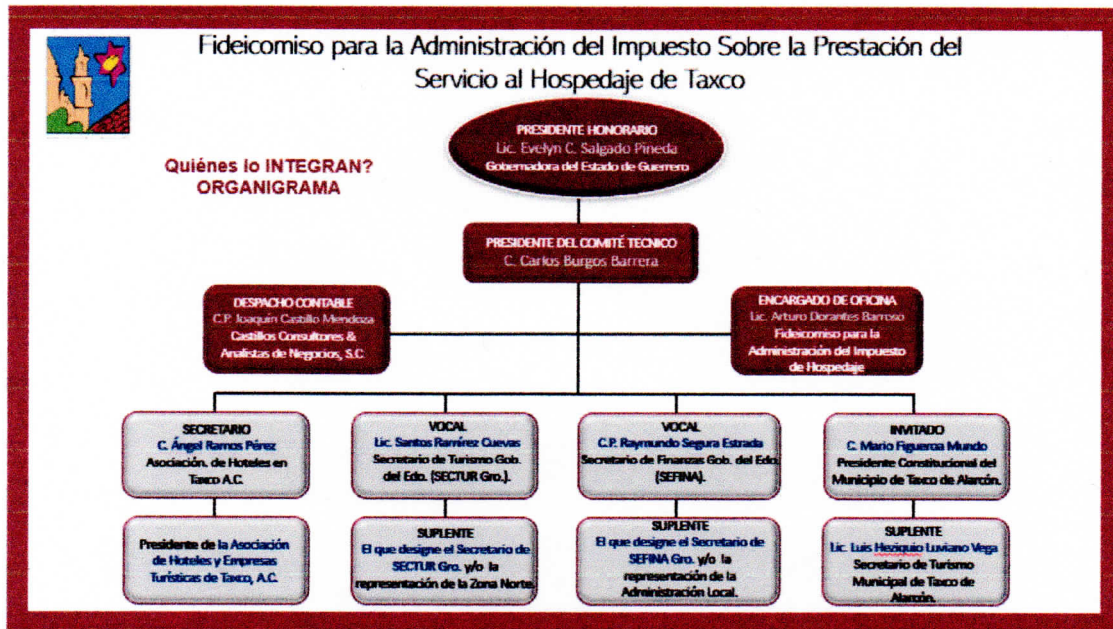 Fideicomiso para la Administración del Impuesto Sobre la Prestación del
Servicio al Hospedaje de Taxco
Quiénes lo INTEGRAN?
ORGANIGRAMA
PRESIDENTE HONORARIO
Lic. Evelyn C. Salgado Pineda
Gobernadora del Estado de Guerrero
PRESIDENTE DEL COMITÉ TECNICO
C. Carlos Burgos Barrera
DESPACHO CONTABLE
C.P. Joaquín Castillo Mendoza
Castillos Consultores &
Analistas de Negocios, S.C.
ENCARGADO DE OFICINA
Lic. Arturo Dorantes Barroso
Fideicomiso para la
Administración del Impuesto
de Hospedaje
SECRETARIO
C. Ángel Ramos Pérez
Asociación. de Hoteles en
Taxco A.C.
VOCAL
Lic. Santos Ramírez Cuevas
Secretario de Turismo Gob.
del Edo. (SECTUR Gro.).
VOCAL
C.P. Raymundo Segura Estrada
Secretario de Finanzas Gob. del Edo.
(SEFINA).
INVITADO
C. Mario Figueroa Mundo
Presidente Constitucional del
Municipio de Taxco de Alarcón.
Presidente de la Asociación
de Hoteles y Empresas
Turísticas de Taxco, A.C.
SUPLENTE
El que designe el Secretario de
SECTUR Gro. y/o la
representación de la Zona Norte.
SUPLENTE
El que designe el Secretario de
SEFINA Gro. y/o la
representación de la
Administración Local.
SUPLENTE
Lic. Luis Heziquio Luviano Vega
Secretario de Turismo
Municipal de Taxco de
Alarcón.